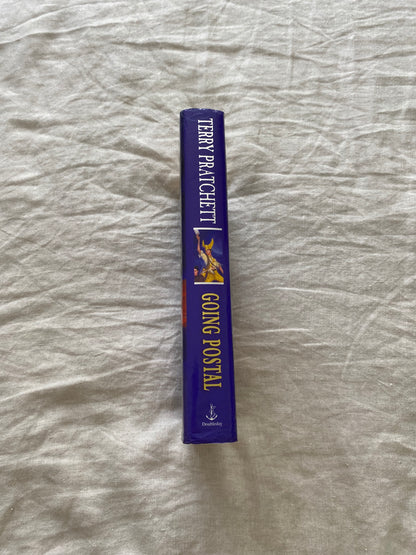 TERRY PRATCHETT
GOING POSTAL
Doubleday